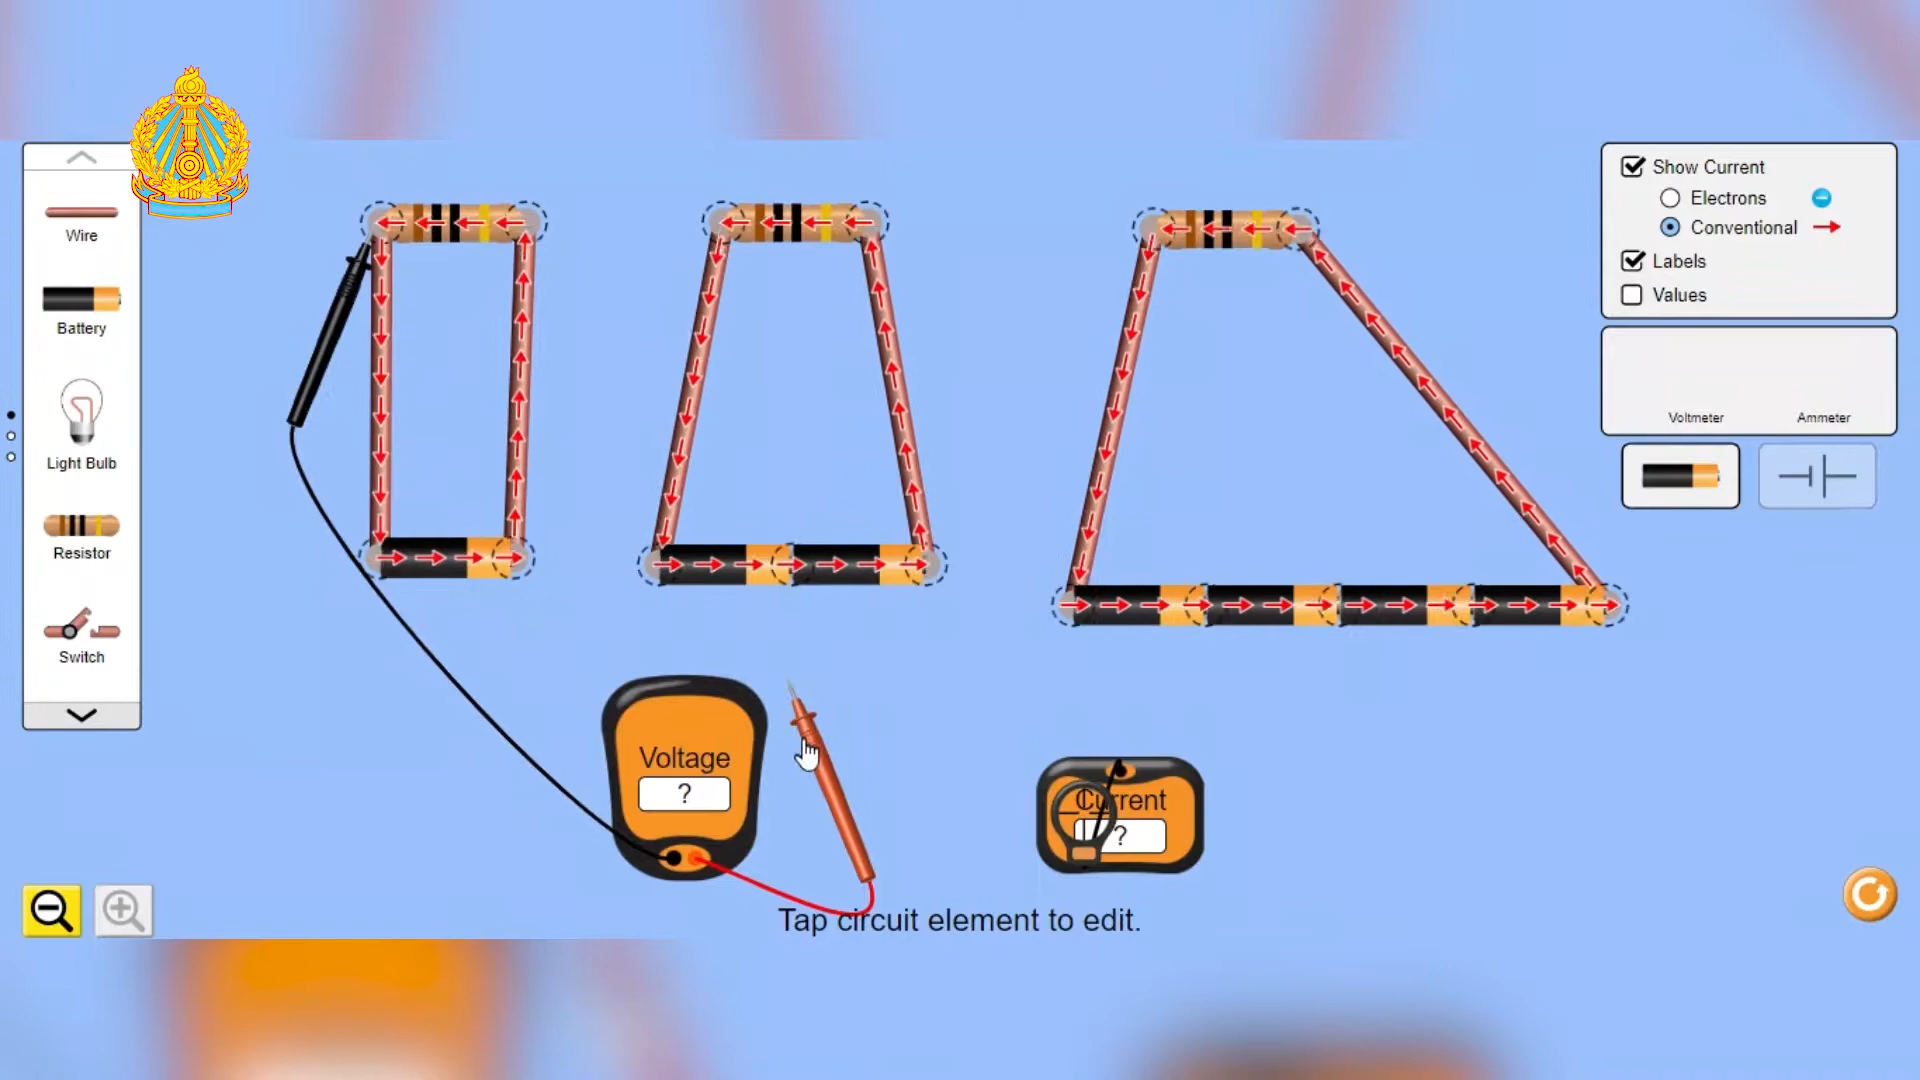 Wire
Battery
Light Bulb
Resistor
Switch
Show Current
Electrons
Conventional
Labels
Values
Voltmeter
Ammeter
Voltage
?
Current
?
Tap circuit element to edit.